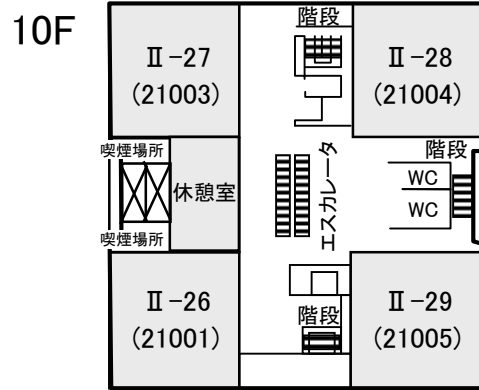 10F
階段
Ⅱ-27
(21003)
Ⅱ-28
(21004)
喫煙場所
階段
休憩室
エスカレータ
WC
WC
喫煙場所
Ⅱ-26
(21001)
階段
Ⅱ-29
(21005)